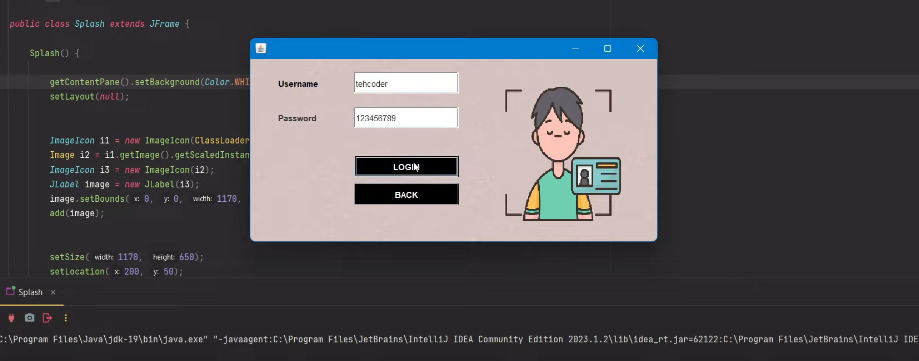 public class Splash extends JFrame {
Splash() {
getContentPane().setBackground(Color.WHI
setLayout(null);
ImageIcon i1 = new ImageIcon(ClassLoader
Image i2 = i1.getImage().getScaledInstan
ImageIcon i3 = new ImageIcon(i2);
JLabel image = new JLabel(i3);
image.setBounds( x: 0, y: 0, width: 1170,
add(image);
setSize( width: 1170, height: 650);
setLocation( x: 200, y: 50);
Username
tehcoder
Password
123456789
LOGIN
BACK
Splash
C:\Program Files\Java\jdk-19\bin\java.exe" "-javaagent:C:\Program Files\JetBrains\IntelliJ IDEA Community Edition 2023.1.2\lib\idea_rt.jar=62122:C:\Program Files\JetBrains\IntelliJ IDE